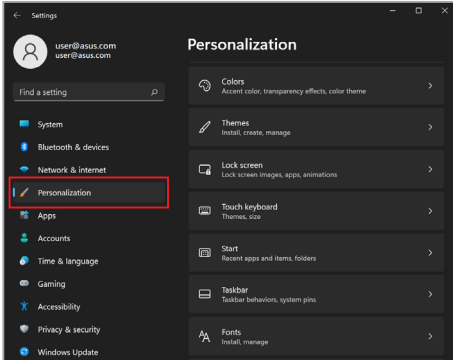 Settings
user@asus.com
user@asus.com
Find a setting
System
Bluetooth & devices
Network & internet
Personalization
Apps
Accounts
Time & language
Gaming
Accessibility
Privacy & security
Windows Update
Personalization
Colors
Accent color, transparency effects, color theme
Themes
Install, create, manage
Lock screen
Lock screen images, apps, animations
Touch keyboard
Themes, size
Start
Recent apps and items, folders
Taskbar
Taskbar behaviors, system pins
Fonts
Install, manage